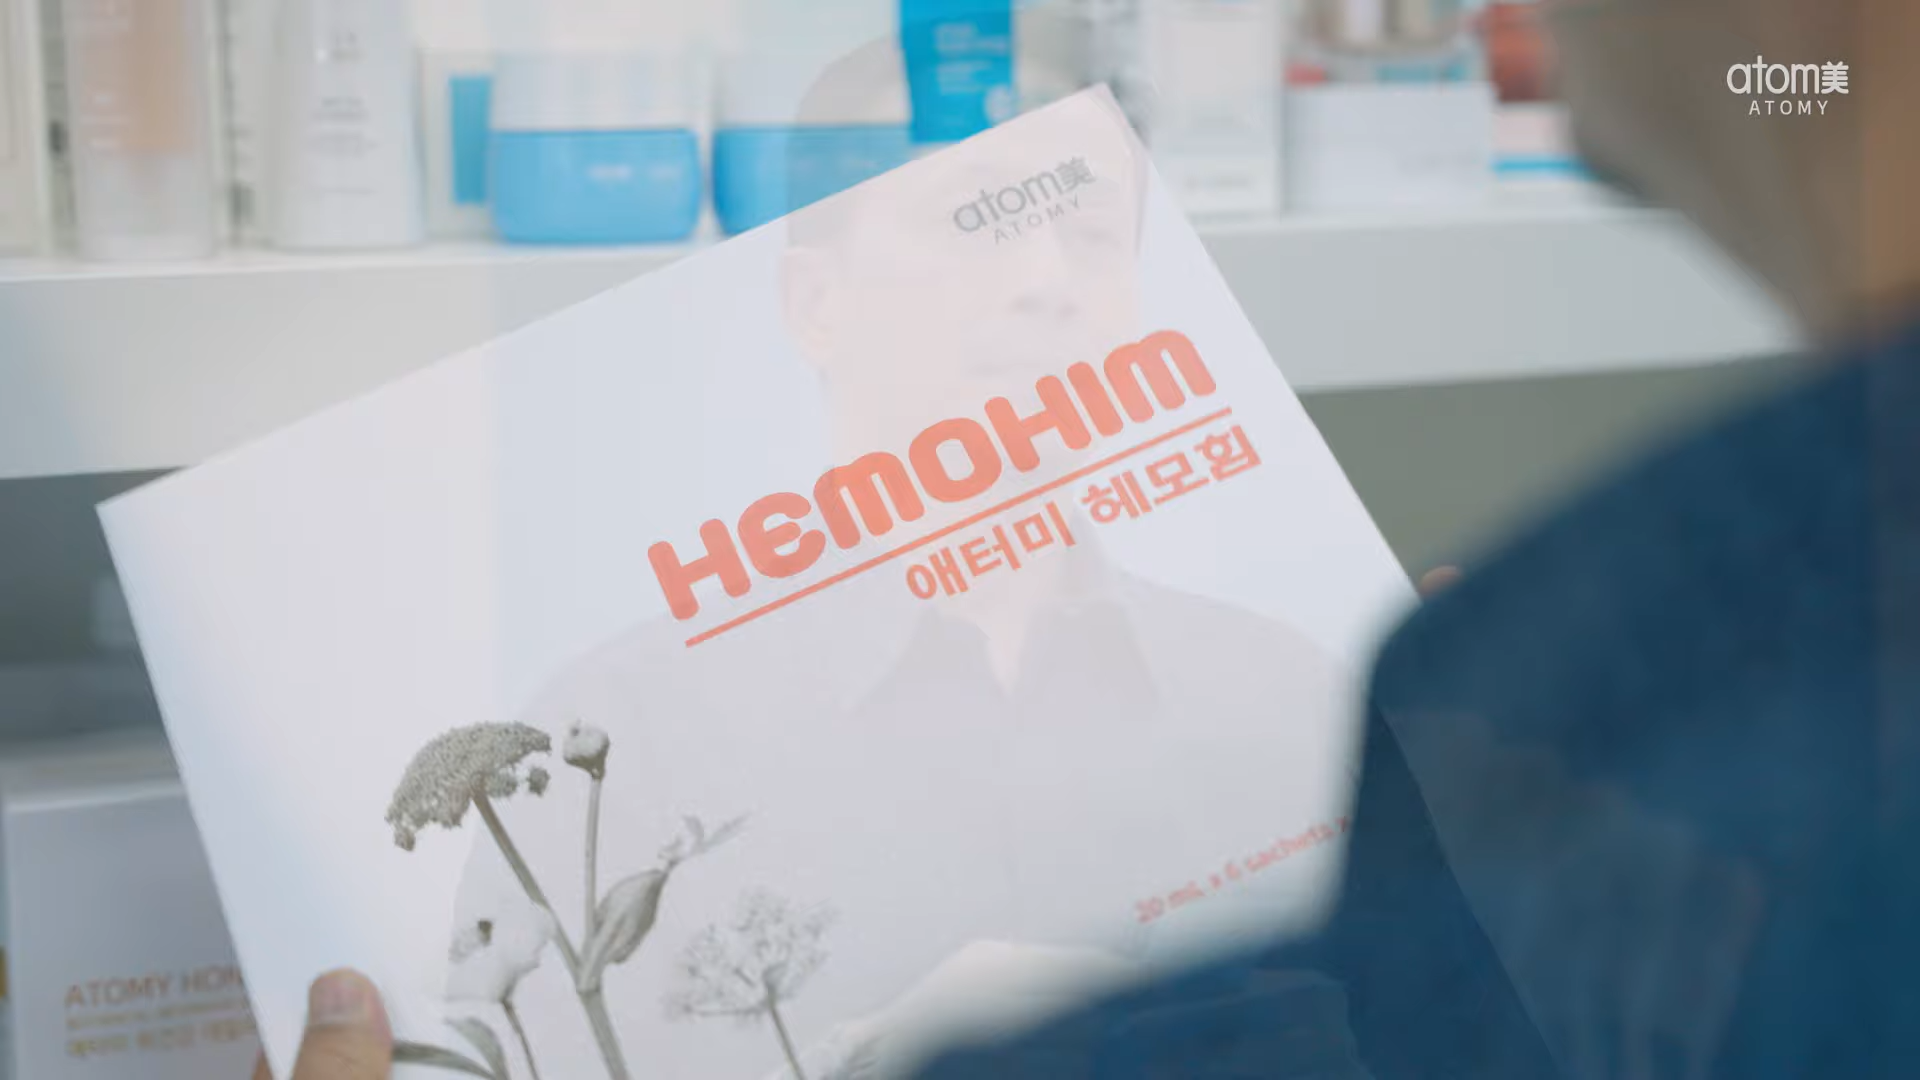 atom美
ATOMY
atom美
ATOMY
HEMOHIM
애터미 헤모힘
20 mL x 6 sachets x
ATOMY HON